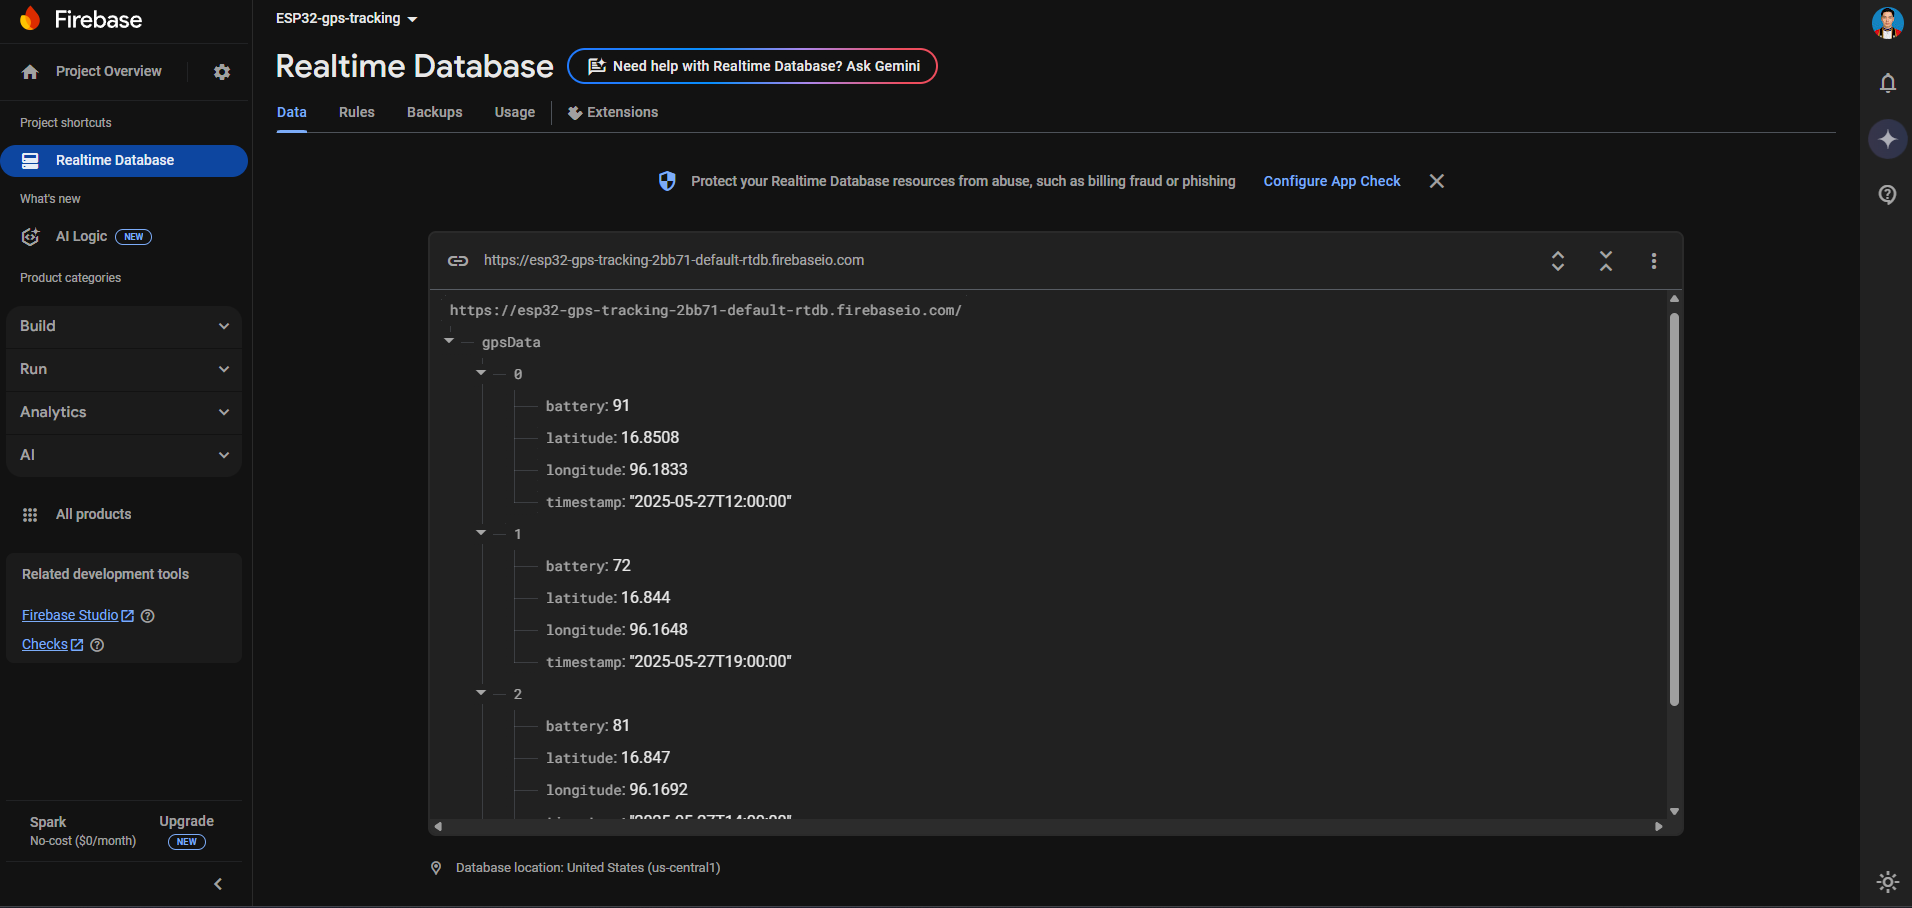 Firebase
Project Overview
Project shortcuts
Realtime Database
What's new
AI Logic NEW
Product categories
Build
Run
Analytics
AI
All products
Related development tools
Firebase Studio
Checks
Spark
No-cost ($0/month)
Upgrade
NEW
ESP32-gps-tracking
Realtime Database
Need help with Realtime Database? Ask Gemini
Data Rules Backups Usage Extensions
Protect your Realtime Database resources from abuse, such as billing fraud or phishing Configure App Check
https://esp32-gps-tracking-2bb71-default-rtdb.firebaseio.com
https://esp32-gps-tracking-2bb71-default-rtdb.firebaseio.com/
gpsData
0
battery: 91
latitude: 16.8508
longitude: 96.1833
timestamp: "2025-05-27T12:00:00"
1
battery: 72
latitude: 16.844
longitude: 96.1648
timestamp: "2025-05-27T19:00:00"
2
battery: 81
latitude: 16.847
longitude: 96.1692
Database location: United States (us-central1)